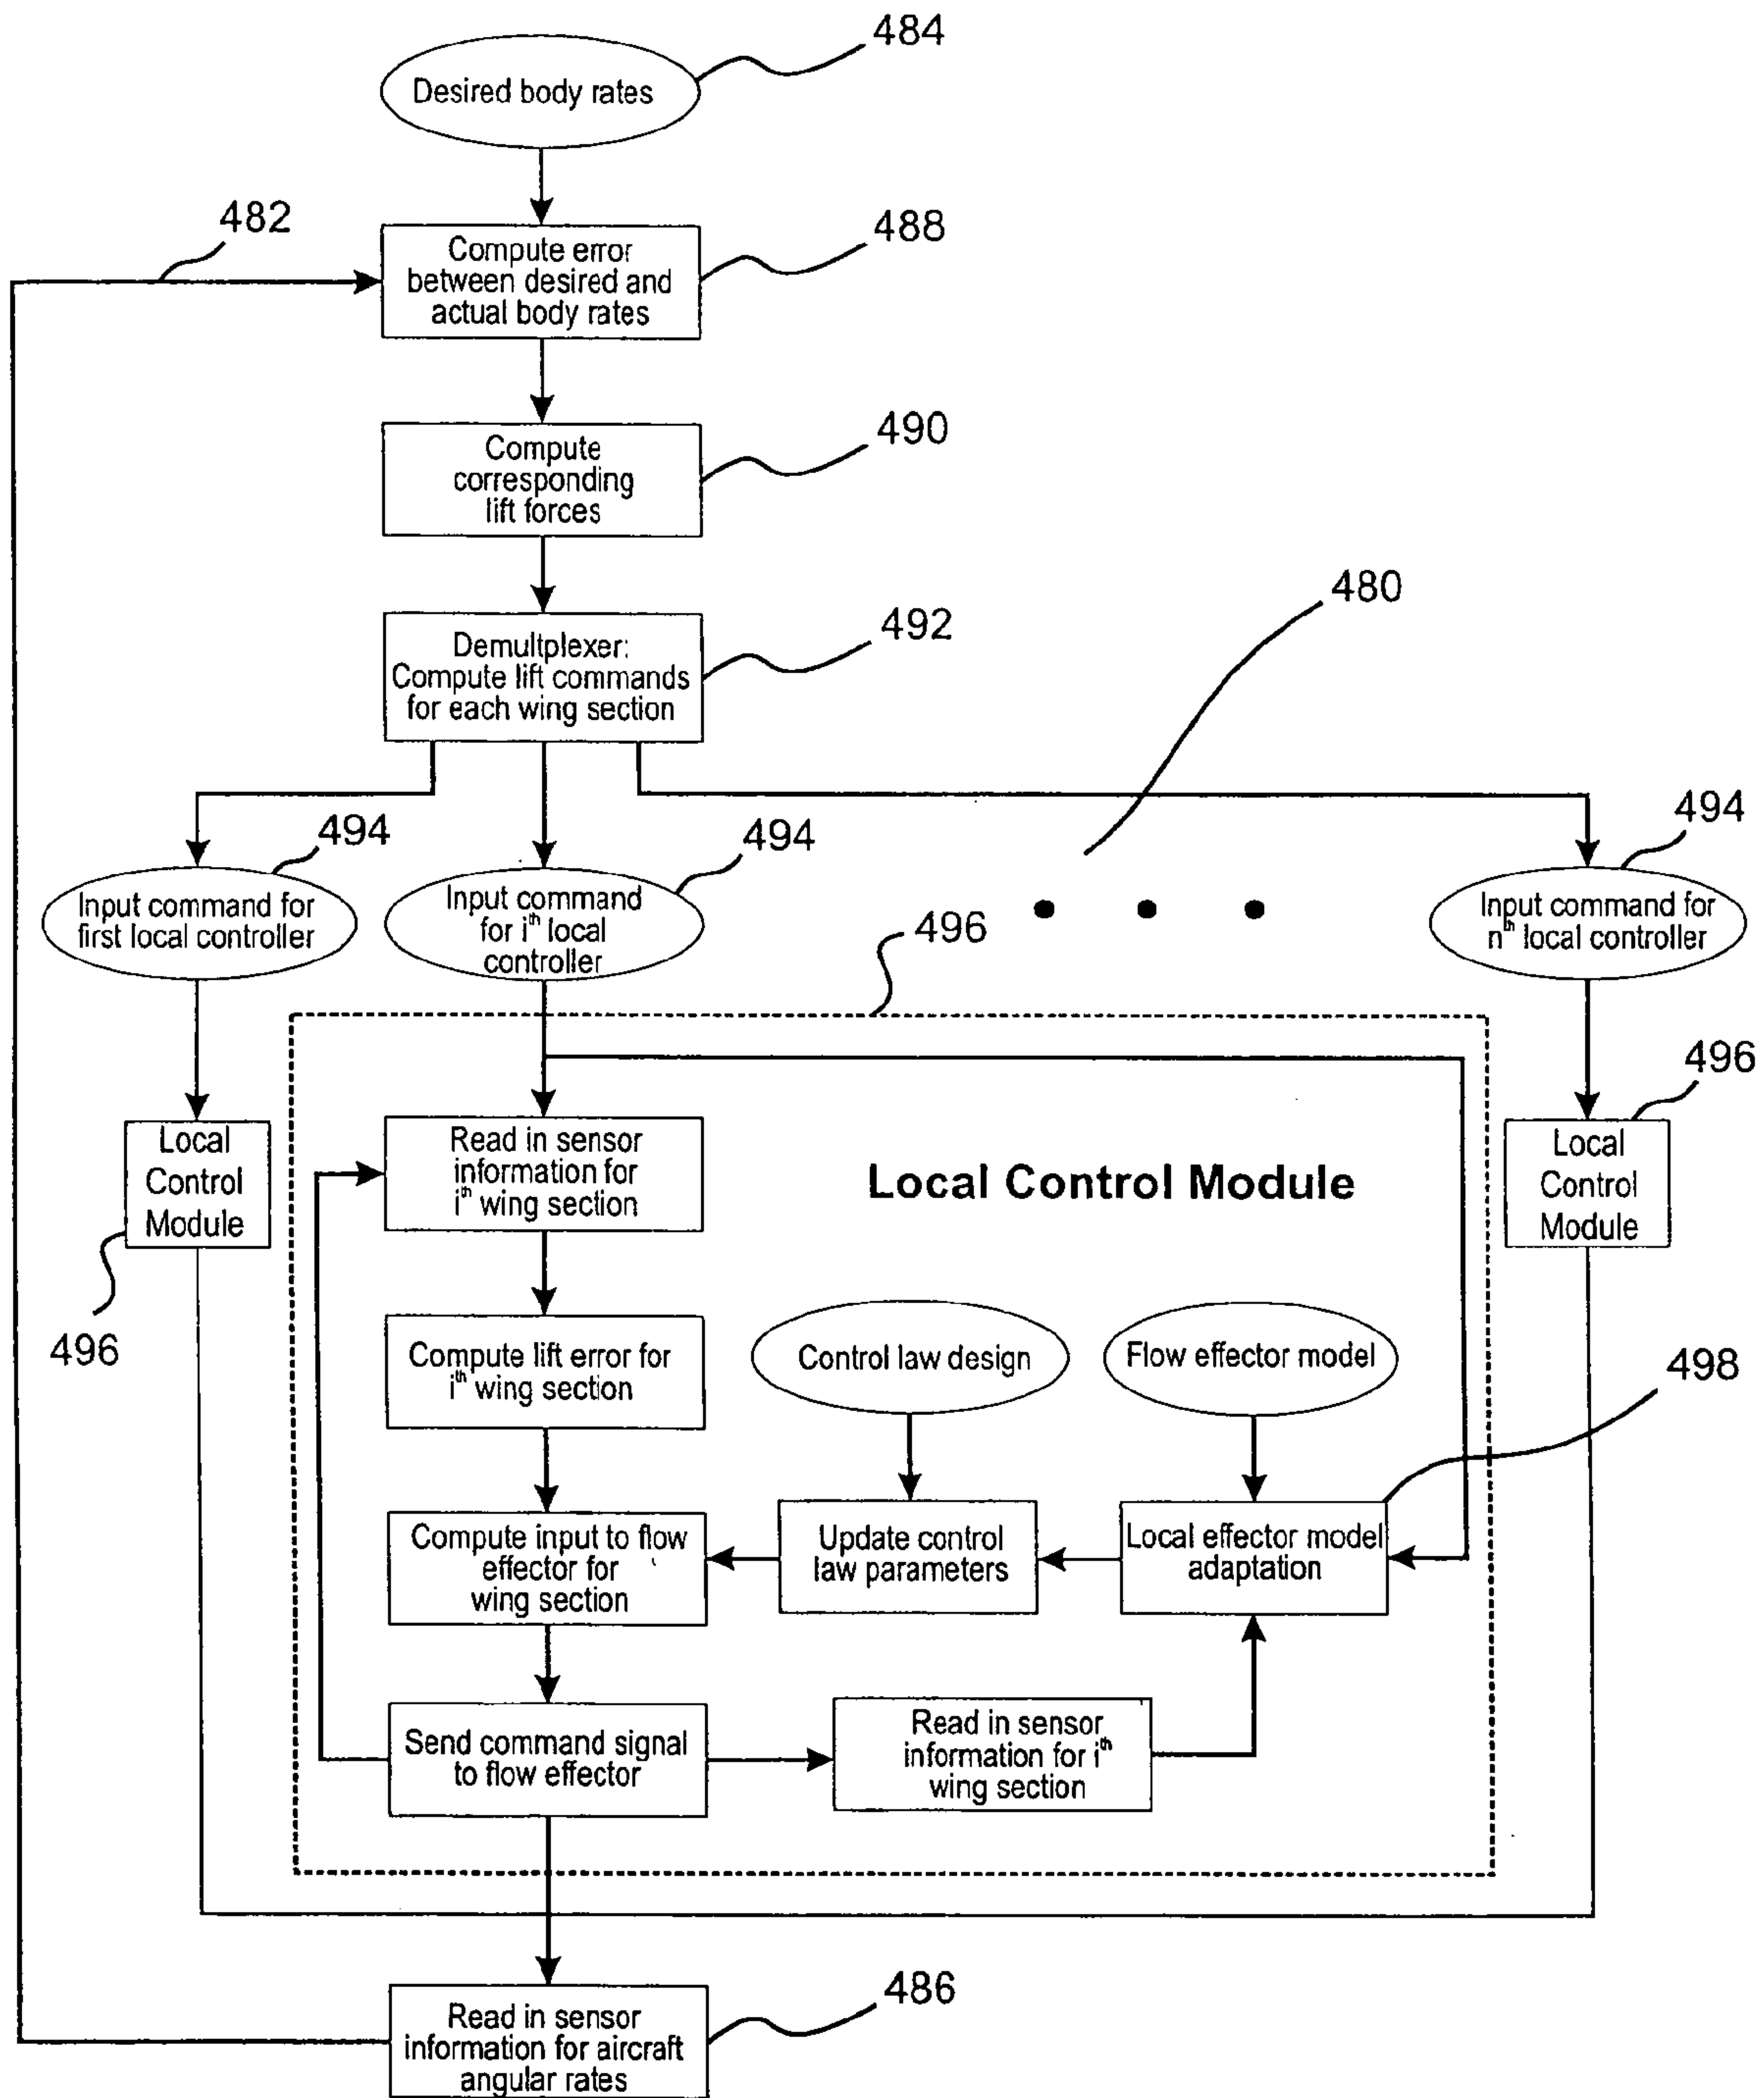 484
Desired body rates
482
488
Compute error
between desired and
actual body rates
490
Compute
corresponding
lift forces
480
492
Demultplexer:
Compute lift commands
for each wing section
494
494
494
Input command for
first local controller
Input command
for ith local
controller
496
Input command for
nth local controller
496
Local
Control
Module
496
Read in sensor
information for
ith wing section
Local Control Module
Local
Control
Module
Compute lift error for
ith wing section
Control law design
Flow effector model
498
Compute input to flow
effector for
wing section
Update control
law parameters
Local effector model
adaptation
Send command signal
to flow effector
Read in sensor
information for ith
wing section
486
Read in sensor
information for aircraft
angular rates